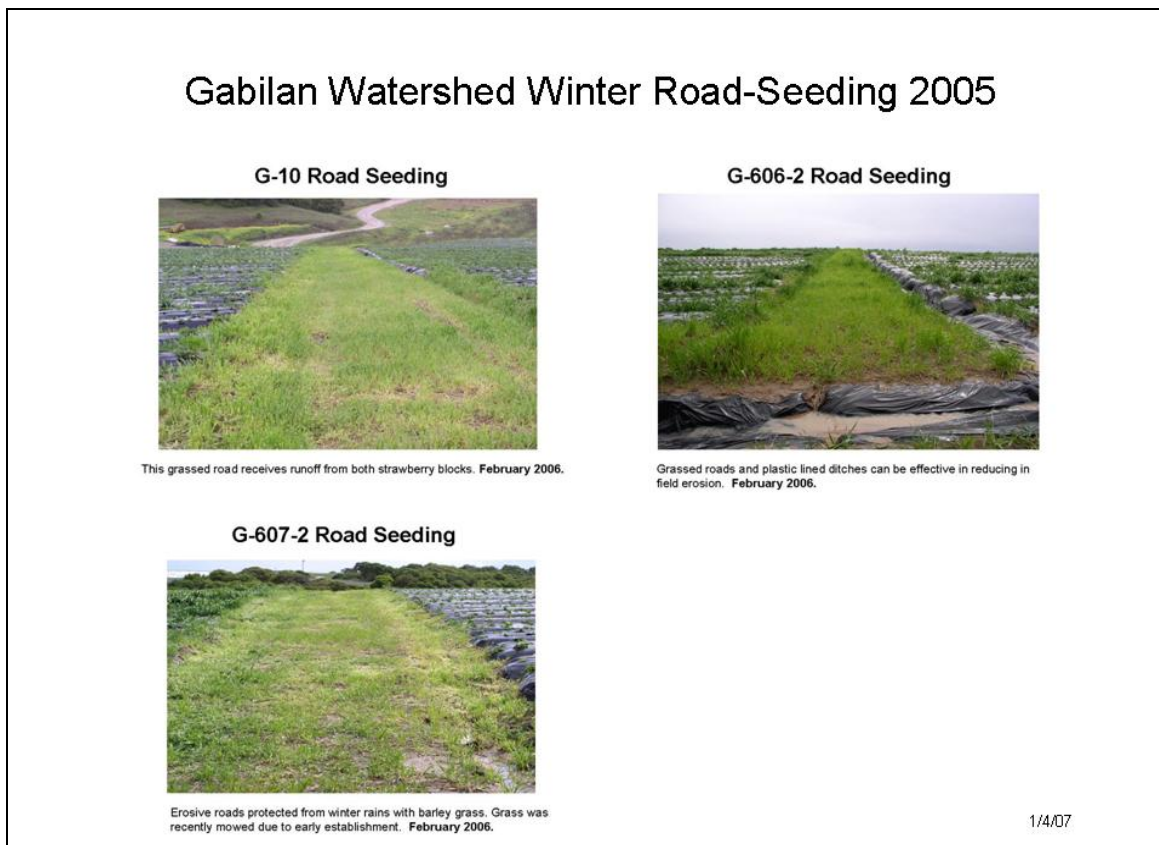 Gabilan Watershed Winter Road-Seeding 2005
G-10 Road Seeding
This grassed road receives runoff from both strawberry blocks. February 2006.
G-606-2 Road Seeding
Grassed roads and plastic lined ditches can be effective in reducing in
field erosion. February 2006.
G-607-2 Road Seeding
Erosive roads protected from winter rains with barley grass. Grass was
recently mowed due to early establishment. February 2006.
1/4/07